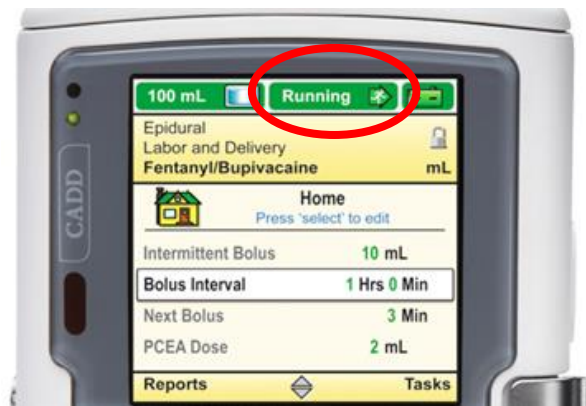 100 mL Running
Epidural
Labor and Delivery
Fentanyl/Bupivacaine mL
Home
Press 'select' to edit
Intermittent Bolus 10 mL
Bolus Interval 1 Hrs 0 Min
Next Bolus 3 Min
PCEA Dose 2 mL
Reports Tasks
CADD